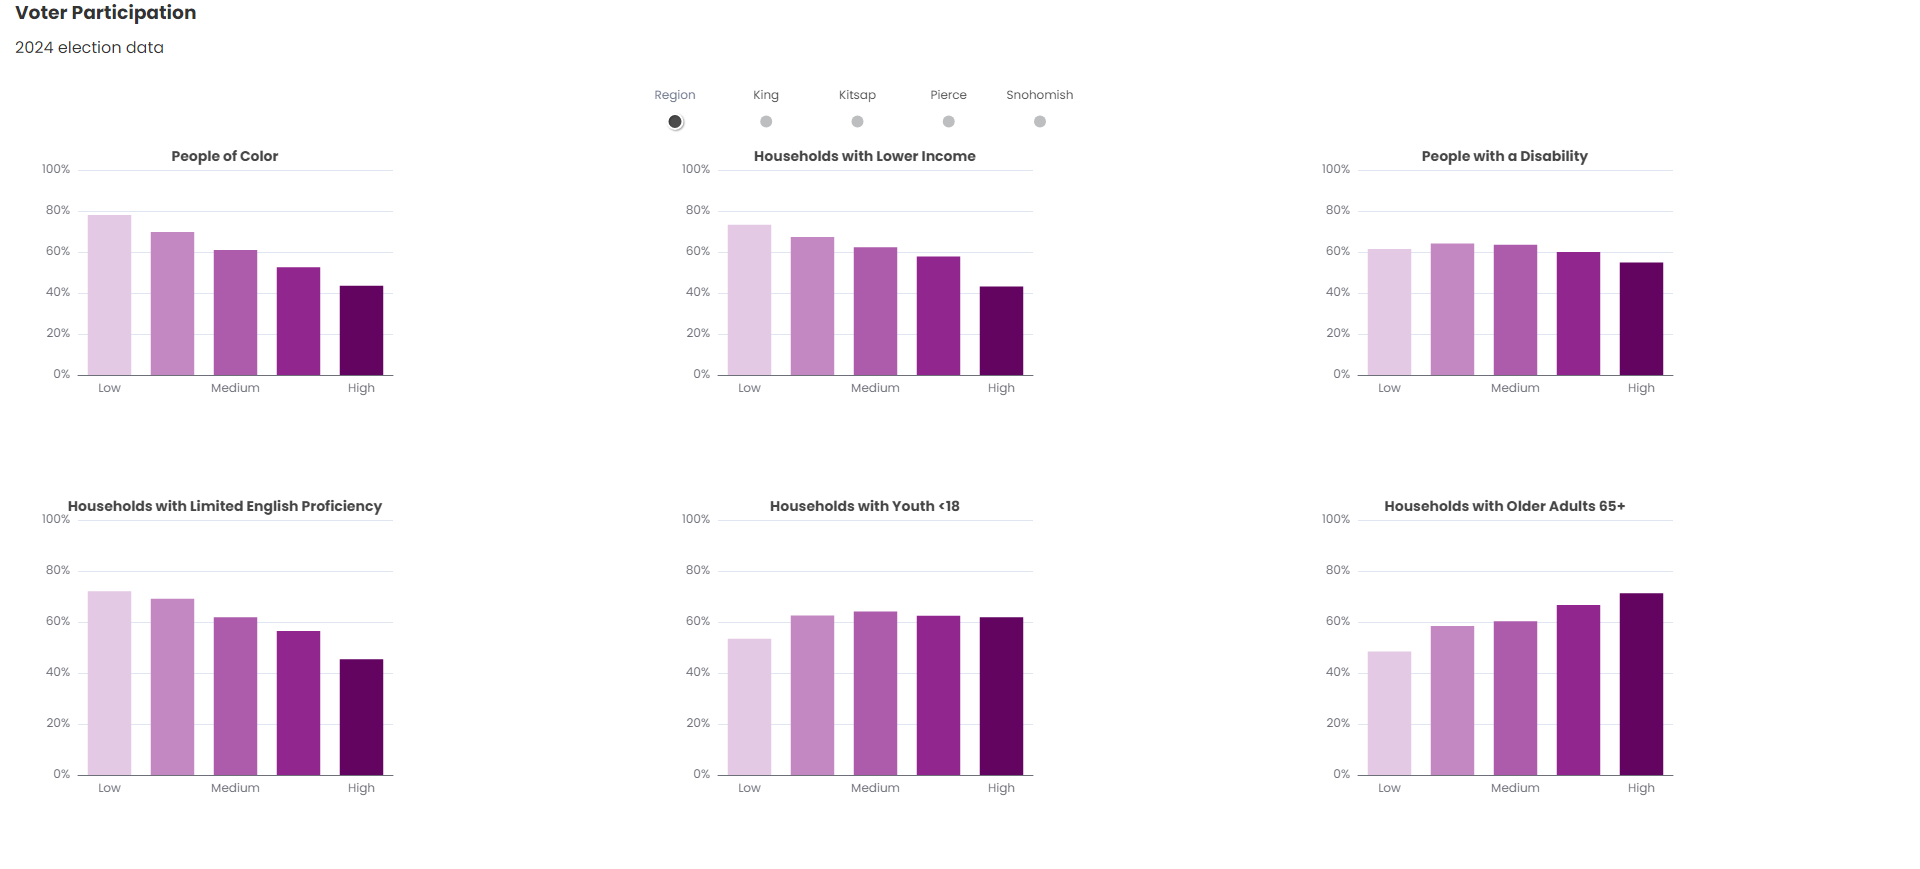 Voter Participation
2024 election data
Region King Kitsap Pierce Snohomish
People of Color
100%
80%
60%
40%
20%
0%
Low Medium High
Households with Lower Income
100%
80%
60%
40%
20%
0%
Low Medium High
People with a Disability
100%
80%
60%
40%
20%
0%
Low Medium High
Households with Limited English Proficiency
100%
80%
60%
40%
20%
0%
Low Medium High
Households with Youth <18
100%
80%
60%
40%
20%
0%
Low Medium High
Households with Older Adults 65+
100%
80%
60%
40%
20%
0%
Low Medium High